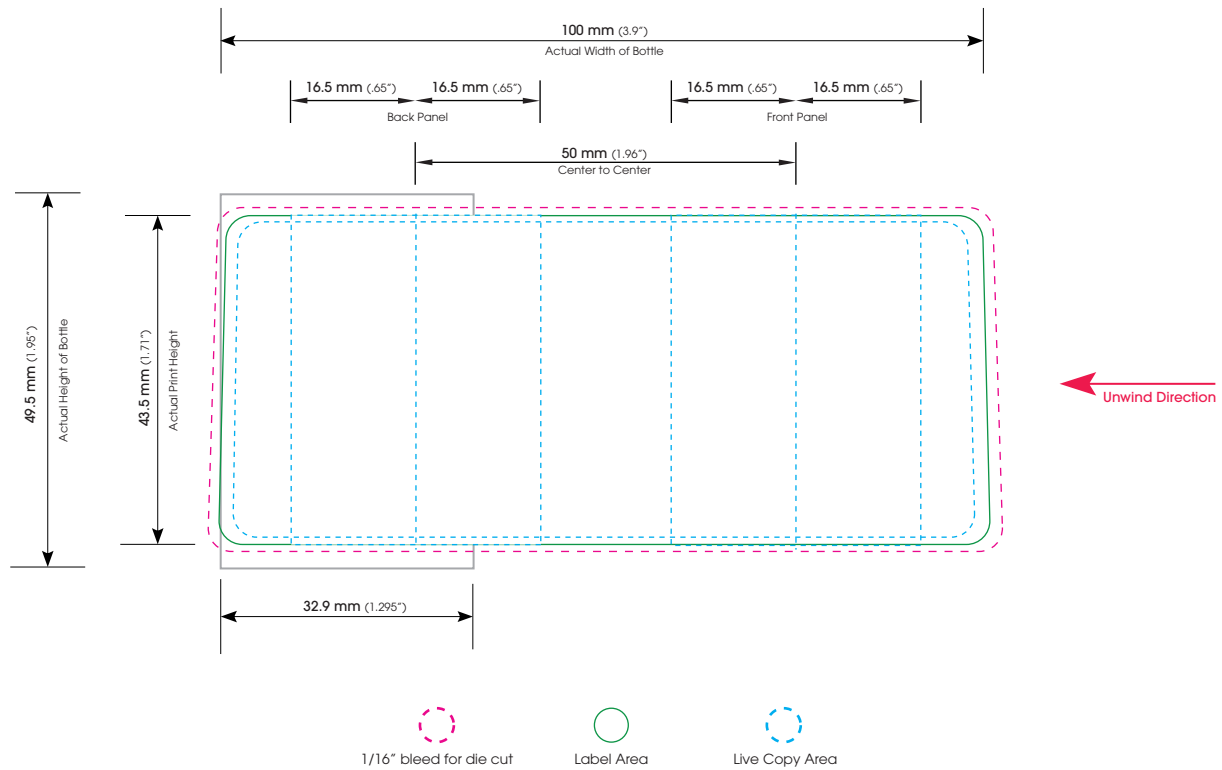 100 mm (3.9”)
Actual Width of Bottle
16.5 mm (.65”) 16.5 mm (.65”)
Back Panel
16.5 mm (.65”) 16.5 mm (.65”)
Front Panel
50 mm (1.96”)
Center to Center
49.5 mm (1.95”)
Actual Height of Bottle
43.5 mm (1.71”)
Actual Print Height
Unwind Direction
32.9 mm (1.295”)
1/16” bleed for die cut
Label Area
Live Copy Area